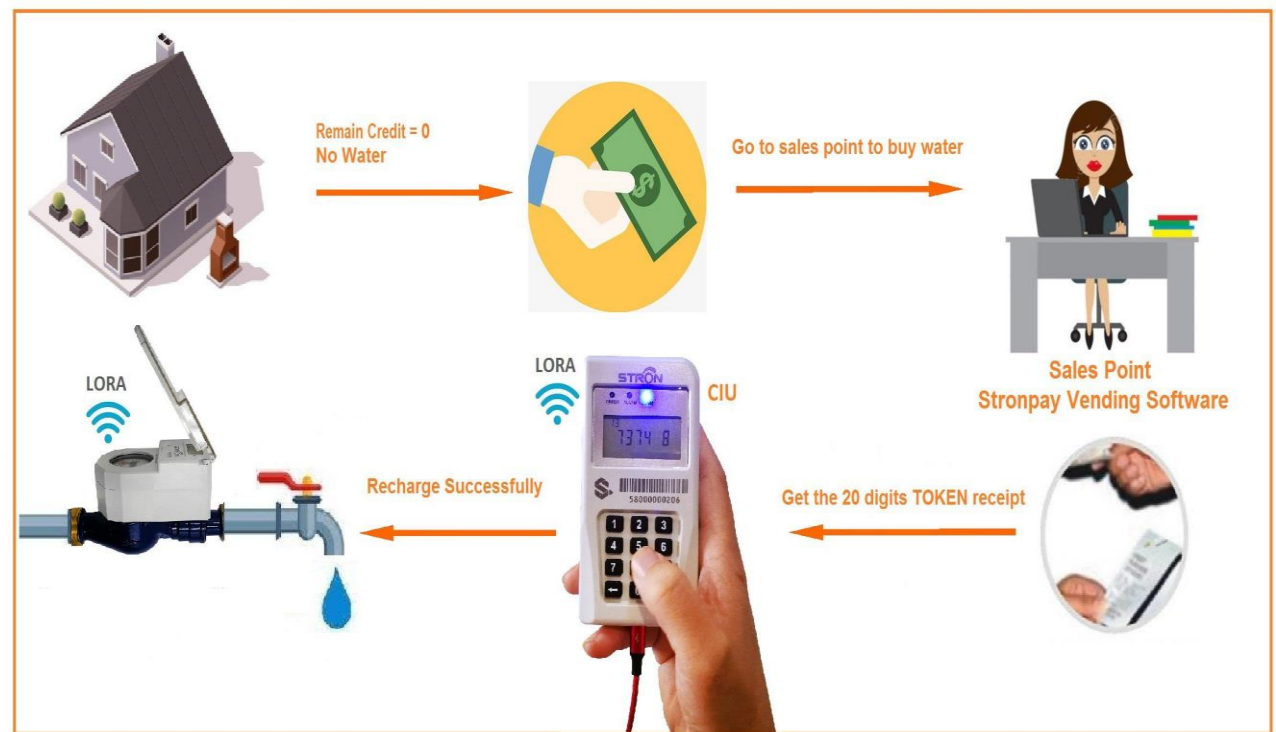 Remain Credit = 0
No Water
Go to sales point to buy water
Sales Point
Stronpay Vending Software
LORA
LORA
STRON
CIU
7374 8
S.
58000000206
1 2 3
4 5 6
7
Recharge Successfully
Get the 20 digits TOKEN receipt